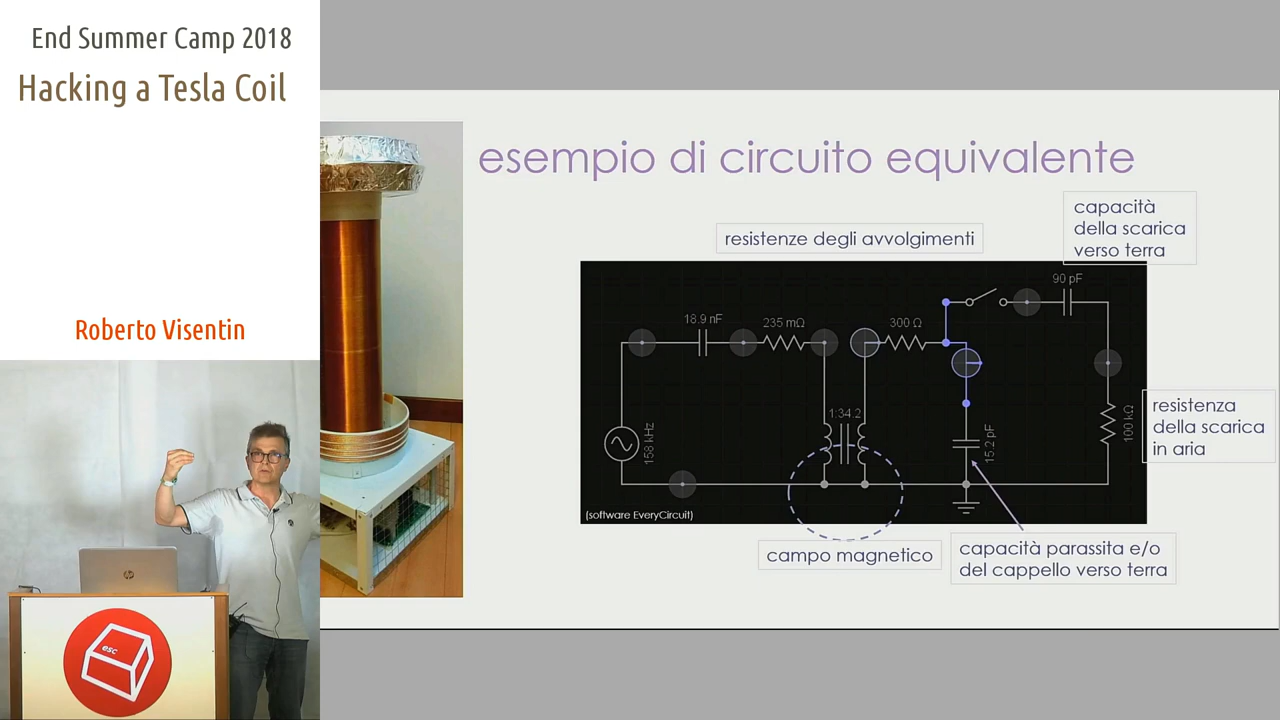 End Summer Camp 2018
Hacking a Tesla Coil
Roberto Visentin
esc
hp
esempio di circuito equivalente
resistenze degli avvolgimenti
capacità
della scarica
verso terra
90 pF
18.9 nF
235 mΩ
300 Ω
1:34.2
158 kHz
15.2 pF
100 kΩ
resistenza
della scarica
in aria
(software EveryCircuit)
campo magnetico
capacità parassita e/o
del cappello verso terra